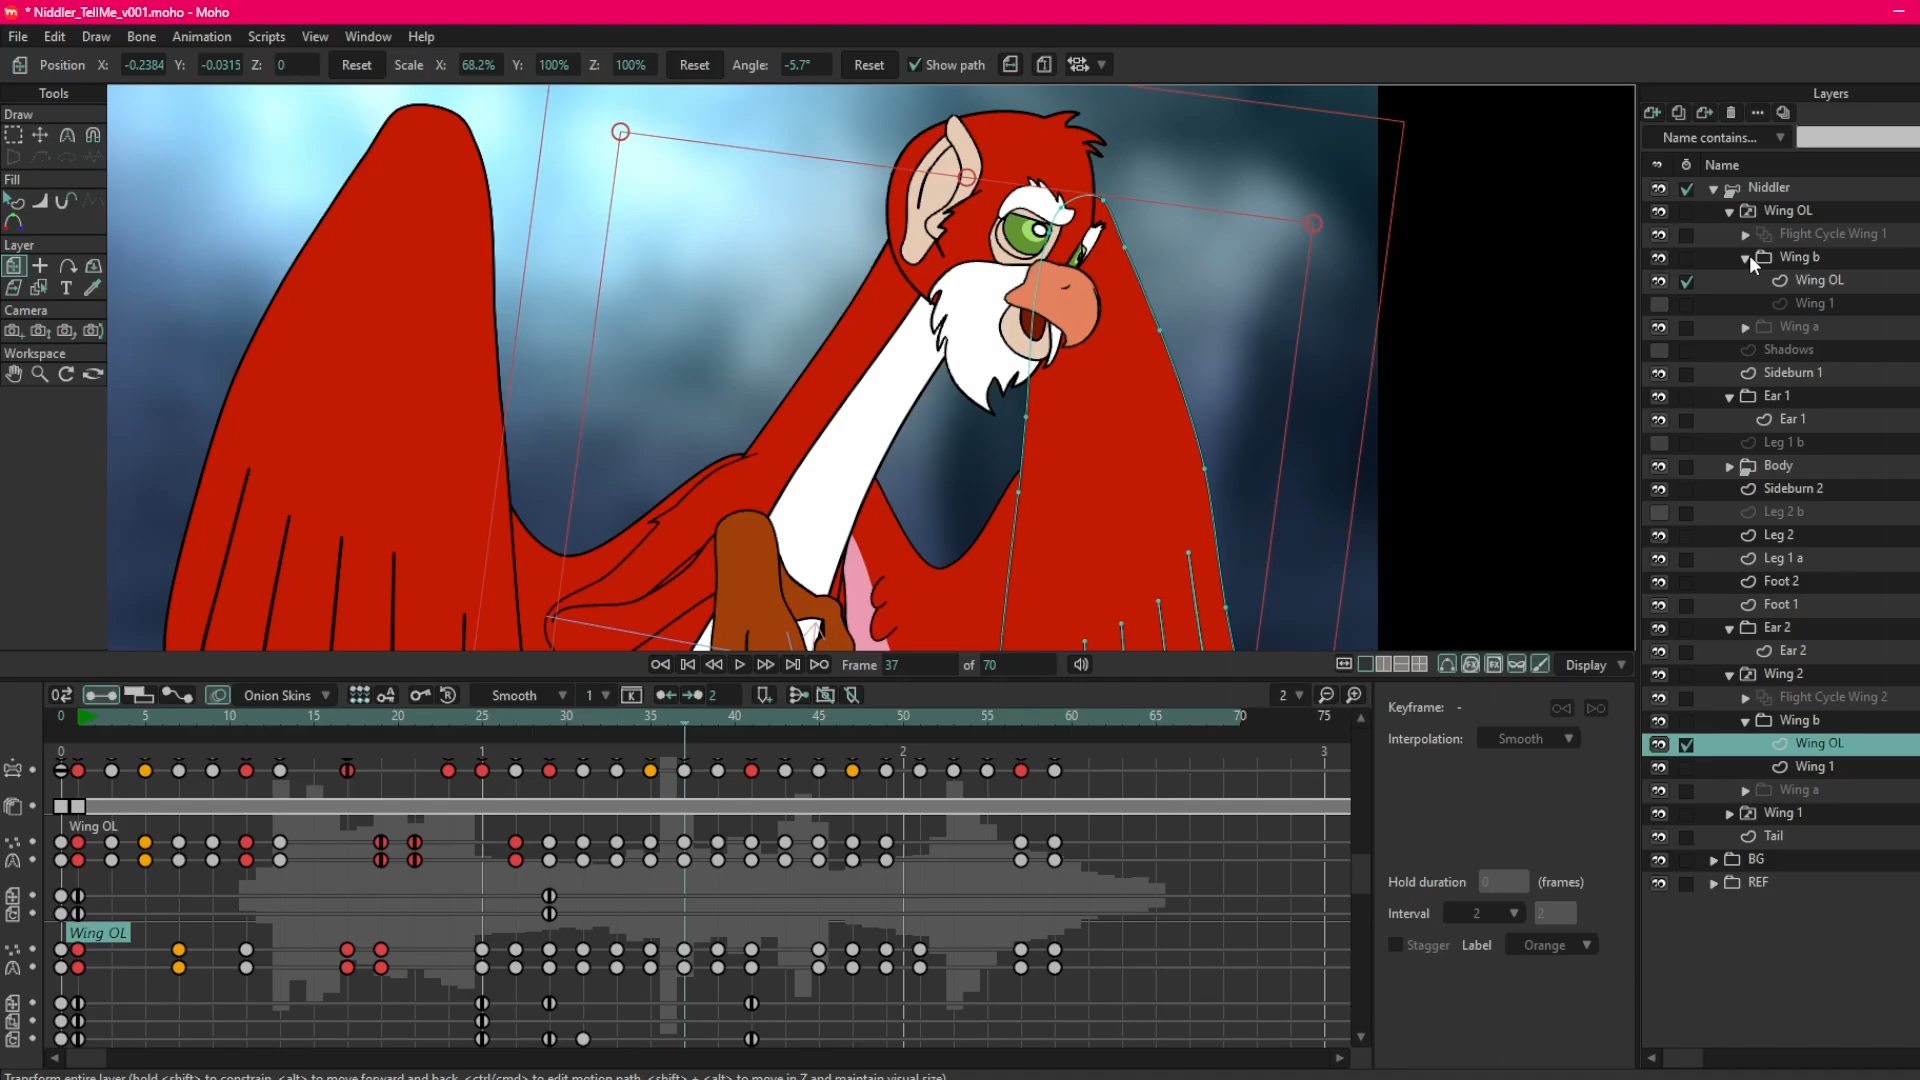 * Niddler_TellMe_v001.moho - Moho
File Edit Draw Bone Animation Scripts View Window Help
Position X: -0.2384 Y: -0.0315 Z: 0 Reset Scale X: 68.2% Y: 100% Z: 100% Reset Angle: -5.7° Reset Show path
Tools
Draw
Fill
Layer
Camera
Workspace
Layers
Name contains...
Name
Niddler
Wing OL
Flight Cycle Wing 1
Wing b
Wing OL
Wing 1
Wing a
Shadows
Sideburn 1
Ear 1
Ear 1
Leg 1 b
Body
Sideburn 2
Leg 2 b
Leg 2
Leg 1 a
Foot 2
Foot 1
Ear 2
Ear 2
Wing 2
Flight Cycle Wing 2
Wing b
Wing OL
Wing 1
Wing a
Wing 1
Tail
BG
REF
Frame 37 of 70 Display
Onion Skins Smooth 1 2 2
0 5 10 15 20 25 30 35 40 45 50 55 60 65 70 75
0 1 2 3
Wing OL
Wing OL
Keyframe: -
Interpolation: Smooth
Hold duration 0 (frames)
Interval 2 2
Stagger Label Orange
Transform entire layer (hold <shift> to constrain, <alt> to move forward and back, <ctrl/cmd> to edit motion path, <shift> + <alt> to move in Z and maintain visual size)